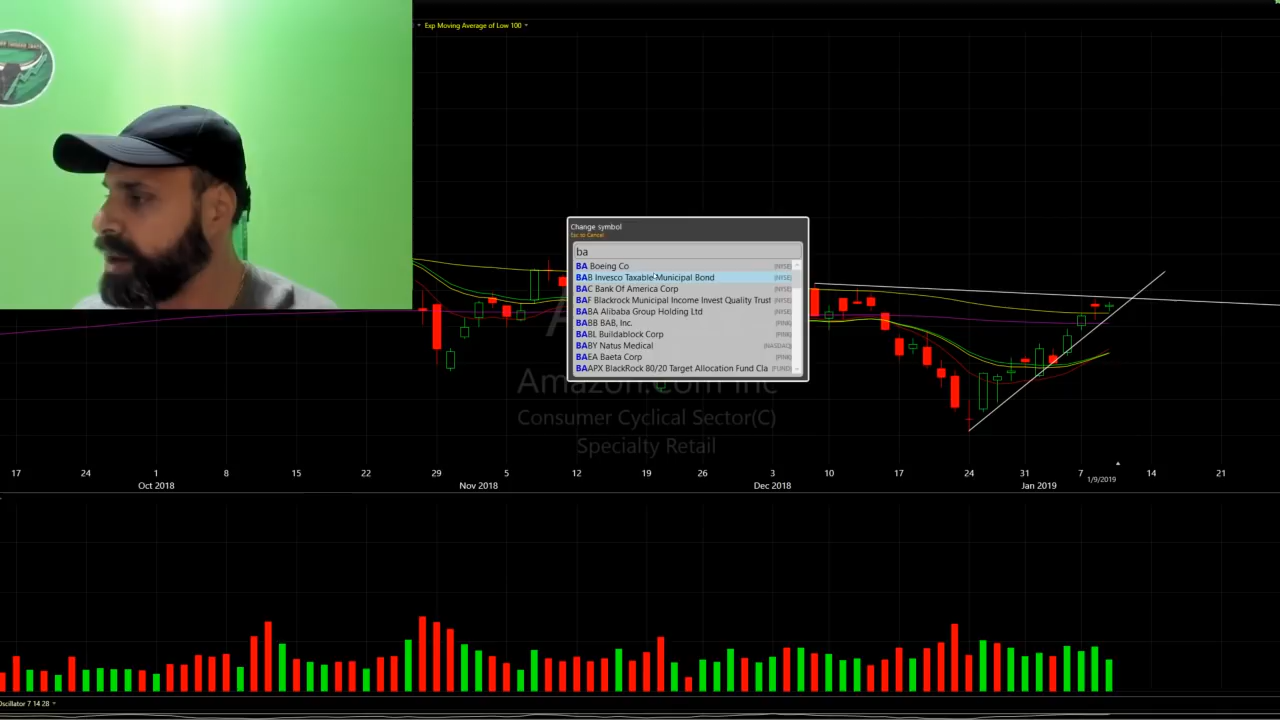 Exp Moving Average of Low 100
Change symbol
Esc to Cancel
ba
BA Boeing Co (NYSE)
BAB Invesco Taxable Municipal Bond (NYSE)
BAC Bank Of America Corp (NYSE)
BAF Blackrock Municipal Income Invest Quality Trust (NYSE)
BABA Alibaba Group Holding Ltd (NYSE)
BABB BAB, Inc. (PINK)
BABL Buildablock Corp (PINK)
BABY Natus Medical (NASDAQ)
BAEA Baeta Corp (PINK)
BAAPX BlackRock 80/20 Target Allocation Fund Cla (FUND)
Amazon.com Inc
Consumer Cyclical Sector(C)
Specialty Retail
17 24 1 8 15 22 29 5 12 19 26 3 10 17 24 31 7 14 21
Oct 2018 Nov 2018 Dec 2018 Jan 2019 1/9/2019
Oscillator 7 14 28